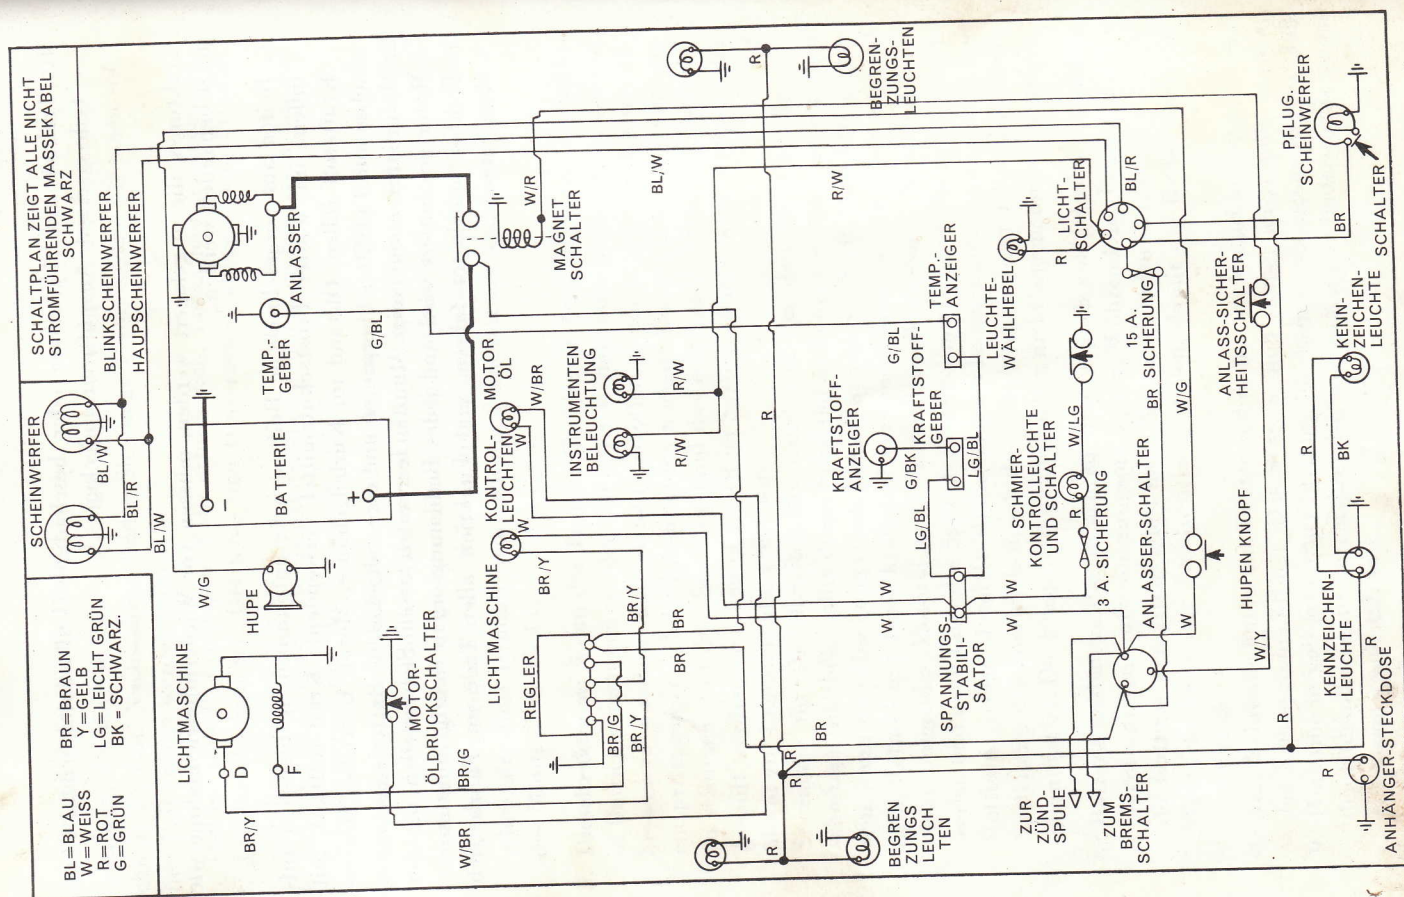 BL=BLAU
W=WEISS
R=ROT
G=GRÜN
BR=BRAUN
Y=GELB
LG=LEICHT GRÜN
BK=SCHWARZ.
SCHEINWERFER
SCHALTPLAN ZEIGT ALLE NICHT
STROMFÜHRENDEN MASSEKABEL
SCHWARZ
BLINKSCHEINWERFER
HAUPSCHEINWERFER
BL/W
BL/R
BL/W
LICHTMASCHINE
D
F
BR/Y
HUPE
W/G
BATTERIE
-
+
TEMP.-
GEBER
ANLASSER
G/BL
MOTOR-
ÖLDRUCKSCHALTER
W/BR
BR/G
LICHTMASCHINE
KONTROL-
LEUCHTEN
MOTOR
ÖL
W
W
W
W
W/BR
BR/Y
BR/Y
REGLER
BR/G
BR/Y
INSTRUMENTEN
BELEUCHTUNG
R/W
R/W
W/R
MAGNET
SCHALTER
BL/W
BR
BR
R
R
R
R/W
BEGREN-
ZUNGS-
LEUCHTEN
BEGREN
ZUNGS
LEUCH
TEN
R
R
R
BR
KRAFTSTOFF-
ANZEIGER
KRAFTSTOFF-
GEBER
G/BK
G/BL
TEMP.-
ANZEIGER
LG/BL
LG/BL
W
W
W
W
SPANNUNGS-
STABILI-
SATOR
LEUCHTE-
WÄHLHEBEL
SCHMIER-
KONTROLLEUCHTE
UND SCHALTER
R
W/LG
3 A. SICHERUNG
LICHT-
SCHALTER
R
BL/R
15 A.
SICHERUNG
BR
ANLASSER-SCHALTER
W/G
W
ZUR
ZÜND-
SPULE
ZUM
BREMS-
SCHALTER
ANLASS-SICHER-
HEITSSCHALTER
HUPEN KNOPF
W/Y
R
PFLUG.
SCHEINWERFER
BR
SCHALTER
KENN-
ZEICHEN-
LEUCHTE
R
BK
KENNZEICHEN-
LEUCHTE
R
R
ANHÄNGER-STECKDOSE